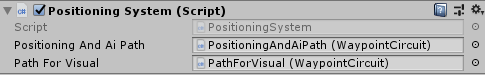 Positioning System (Script)
Script PositioningSystem
Positioning And Ai Path PositioningAndAiPath (WaypointCircuit)
Path For Visual PathForVisual (WaypointCircuit)